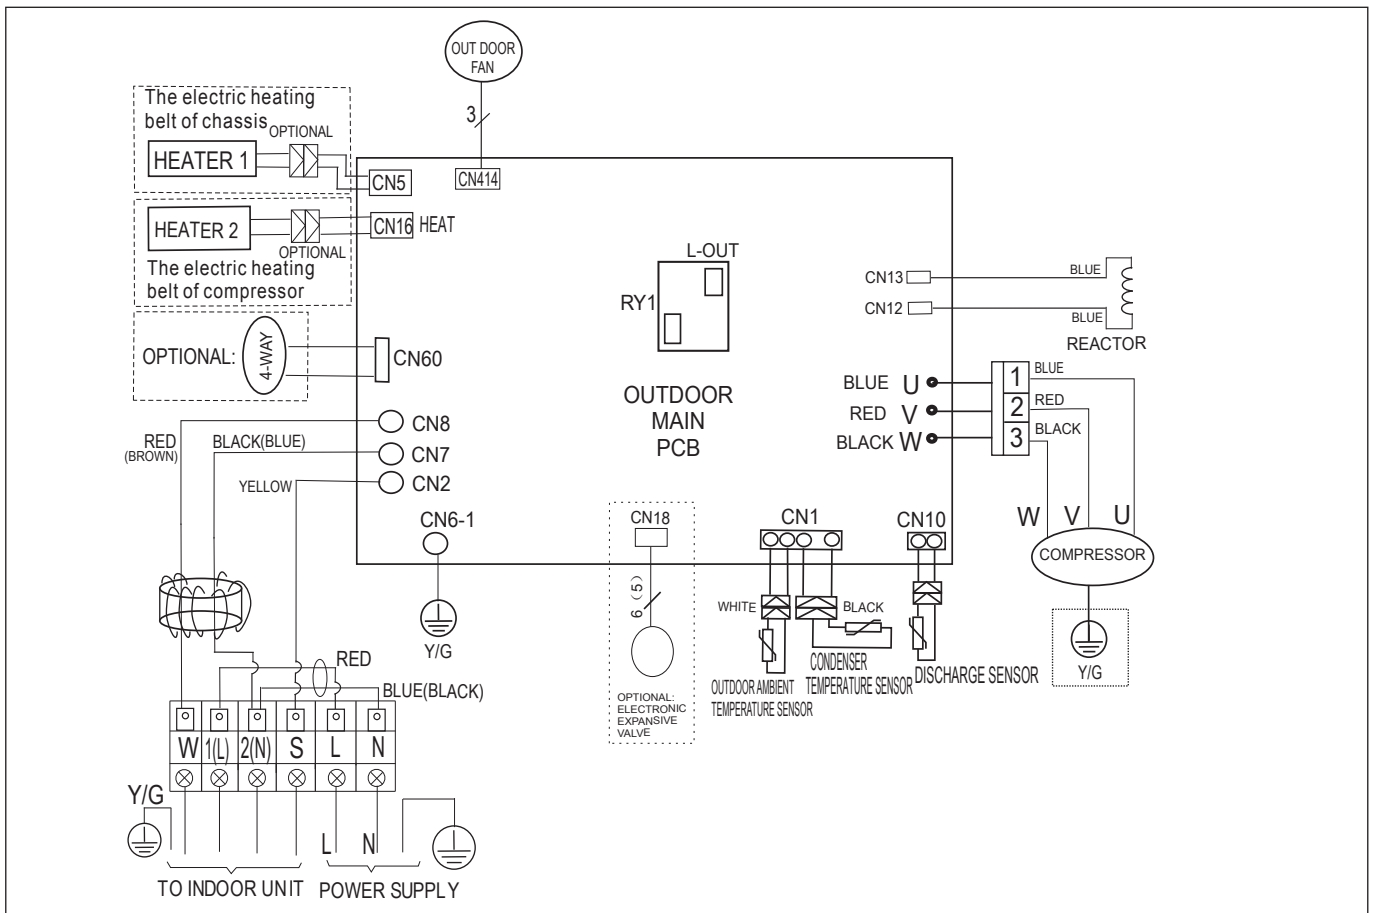 OUT DOOR
FAN
3
The electric heating
belt of chassis
OPTIONAL
HEATER 1
CN5
CN414
HEATER 2
CN16 HEAT
OPTIONAL
The electric heating
belt of compressor
L-OUT
RY1
CN13
BLUE
CN12
BLUE
REACTOR
OPTIONAL:
4-WAY
CN60
OUTDOOR
MAIN
PCB
BLUE U
RED V
BLACK W
1
BLUE
2
RED
3
BLACK
RED
(BROWN)
BLACK(BLUE)
YELLOW
CN8
CN7
CN2
CN6-1
Y/G
CN18
6 (5)
OPTIONAL:
ELECTRONIC
EXPANSIVE
VALVE
CN1
WHITE
BLACK
OUTDOOR AMBIENT
TEMPERATURE SENSOR
CONDENSER
TEMPERATURE SENSOR
CN10
DISCHARGE SENSOR
W V U
COMPRESSOR
Y/G
RED
BLUE(BLACK)
W 1(L) 2(N) S L N
Y/G
L N
TO INDOOR UNIT
POWER SUPPLY